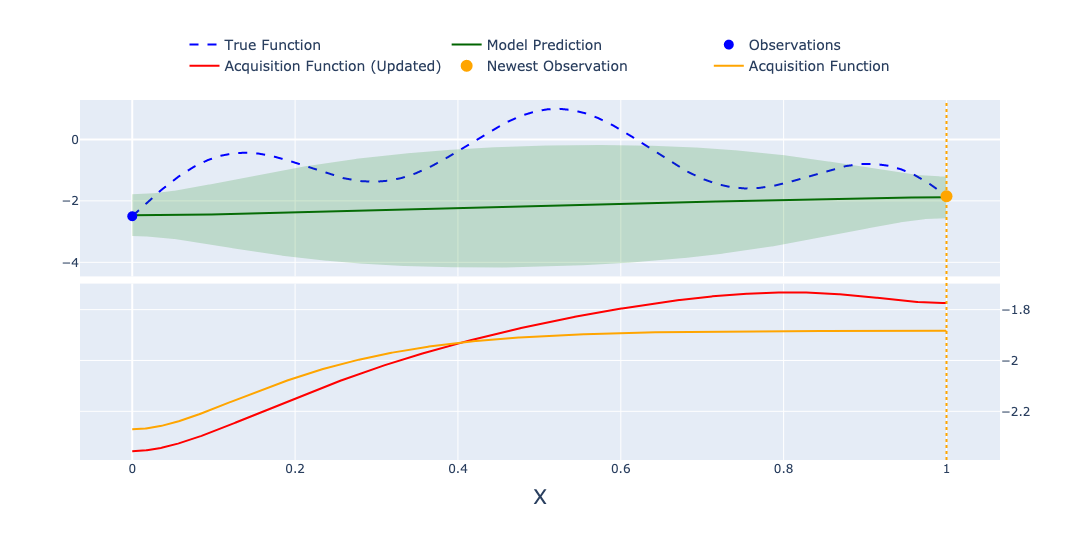 True Function Model Prediction Observations
Acquisition Function (Updated) Newest Observation Acquisition Function
0
−2
−4
−1.8
−2
−2.2
0 0.2 0.4 0.6 0.8 1
X